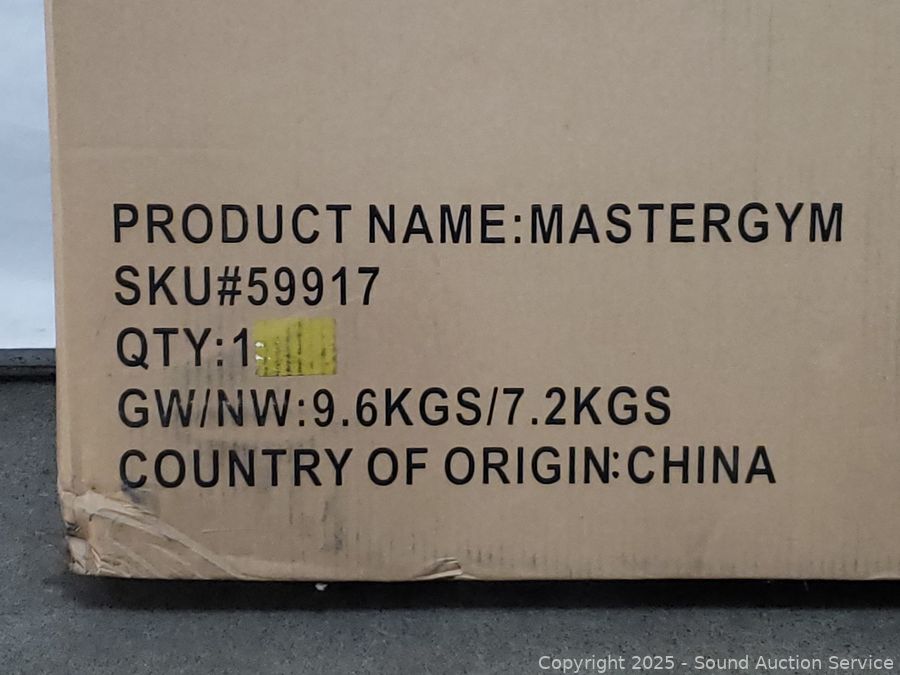 PRODUCT NAME:MASTERGYM
SKU#59917
QTY:1
GW/NW:9.6KGS/7.2KGS
COUNTRY OF ORIGIN:CHINA
Copyright 2025 - Sound Auction Service